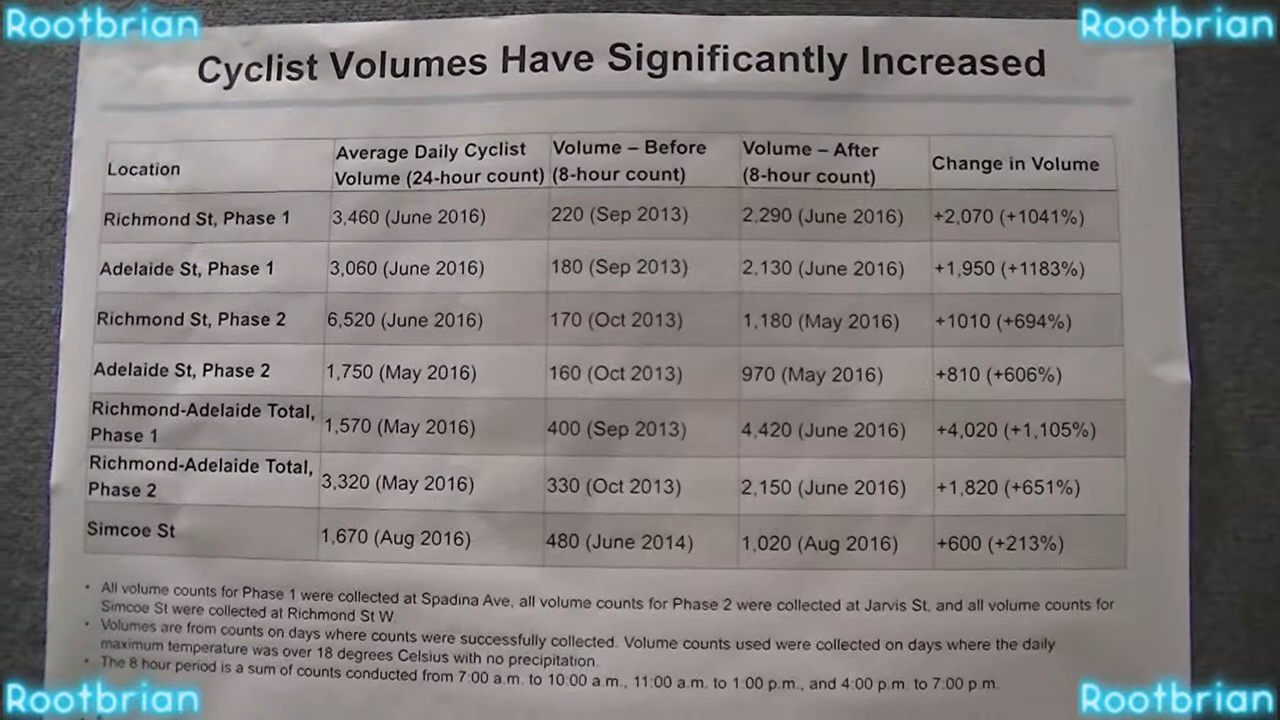 Rootbrian Rootbrian
Cyclist Volumes Have Significantly Increased
Location | Average Daily Cyclist Volume (24-hour count) | Volume – Before (8-hour count) | Volume – After (8-hour count) | Change in Volume
Richmond St, Phase 1 | 3,460 (June 2016) | 220 (Sep 2013) | 2,290 (June 2016) | +2,070 (+1041%)
Adelaide St, Phase 1 | 3,060 (June 2016) | 180 (Sep 2013) | 2,130 (June 2016) | +1,950 (+1183%)
Richmond St, Phase 2 | 6,520 (June 2016) | 170 (Oct 2013) | 1,180 (May 2016) | +1010 (+694%)
Adelaide St, Phase 2 | 1,750 (May 2016) | 160 (Oct 2013) | 970 (May 2016) | +810 (+606%)
Richmond-Adelaide Total, Phase 1 | 1,570 (May 2016) | 400 (Sep 2013) | 4,420 (June 2016) | +4,020 (+1,105%)
Richmond-Adelaide Total, Phase 2 | 3,320 (May 2016) | 330 (Oct 2013) | 2,150 (June 2016) | +1,820 (+651%)
Simcoe St | 1,670 (Aug 2016) | 480 (June 2014) | 1,020 (Aug 2016) | +600 (+213%)
• All volume counts for Phase 1 were collected at Spadina Ave, all volume counts for Phase 2 were collected at Jarvis St, and all volume counts for
Simcoe St were collected at Richmond St W.
• Volumes are from counts on days where counts were successfully collected. Volume counts used were collected on days where the daily
maximum temperature was over 18 degrees Celsius with no precipitation.
• The 8 hour period is a sum of counts conducted from 7:00 a.m. to 10:00 a.m., 11:00 a.m. to 1:00 p.m., and 4:00 p.m. to 7:00 p.m.
Rootbrian Rootbrian